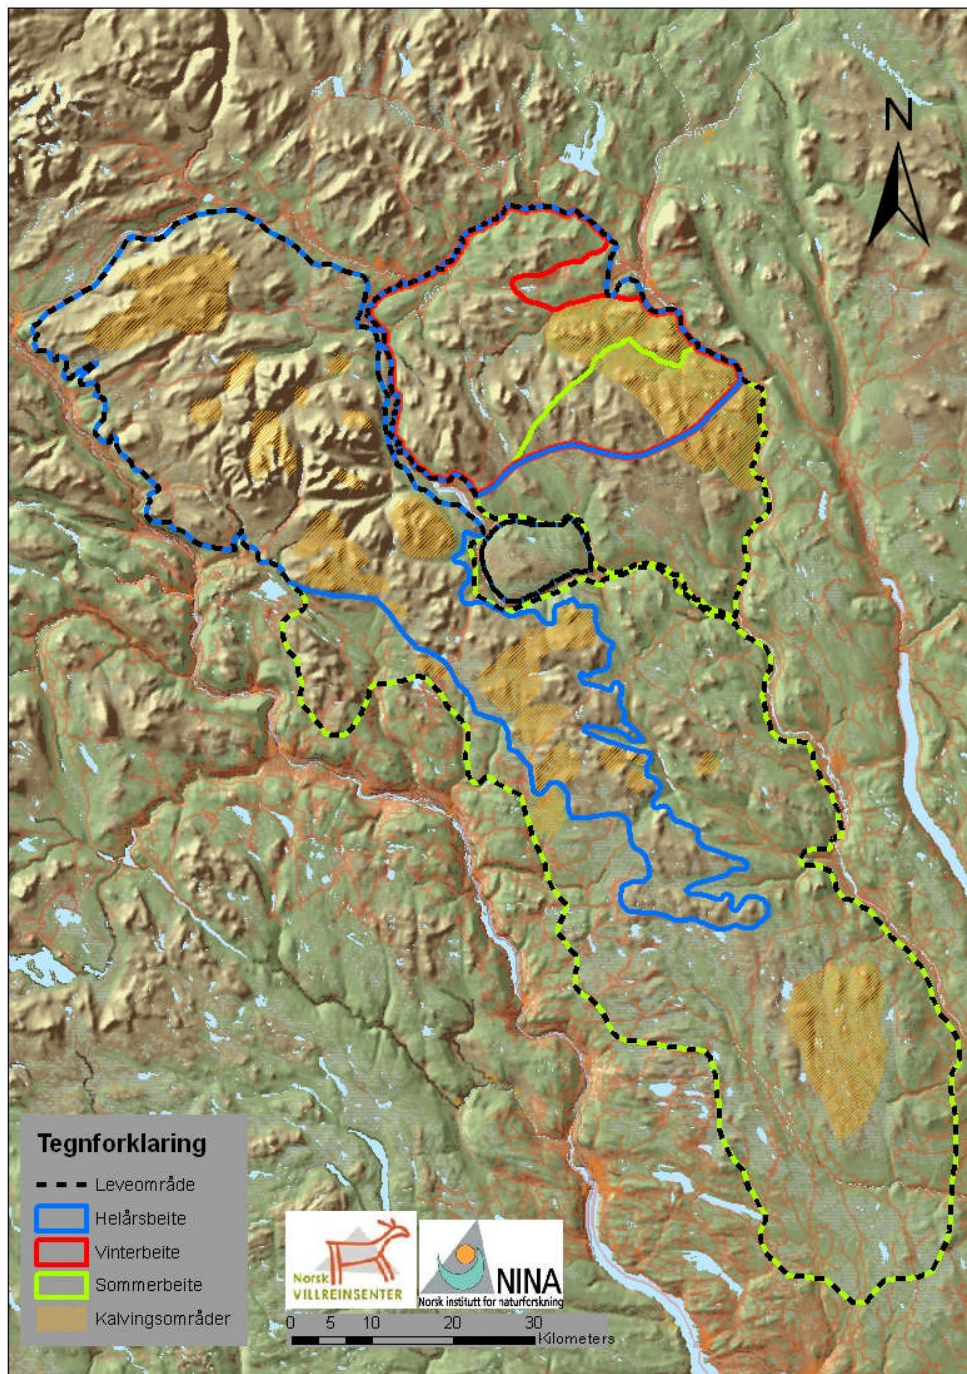 N
Tegnforklaring
Leveområde
Helårsbeite
Vinterbeite
Sommerbeite
Kalvingsområder
Norsk
VILLREINSENTER
NINA
Norsk institutt for naturforskning
0 5 10 20 30
Kilometers